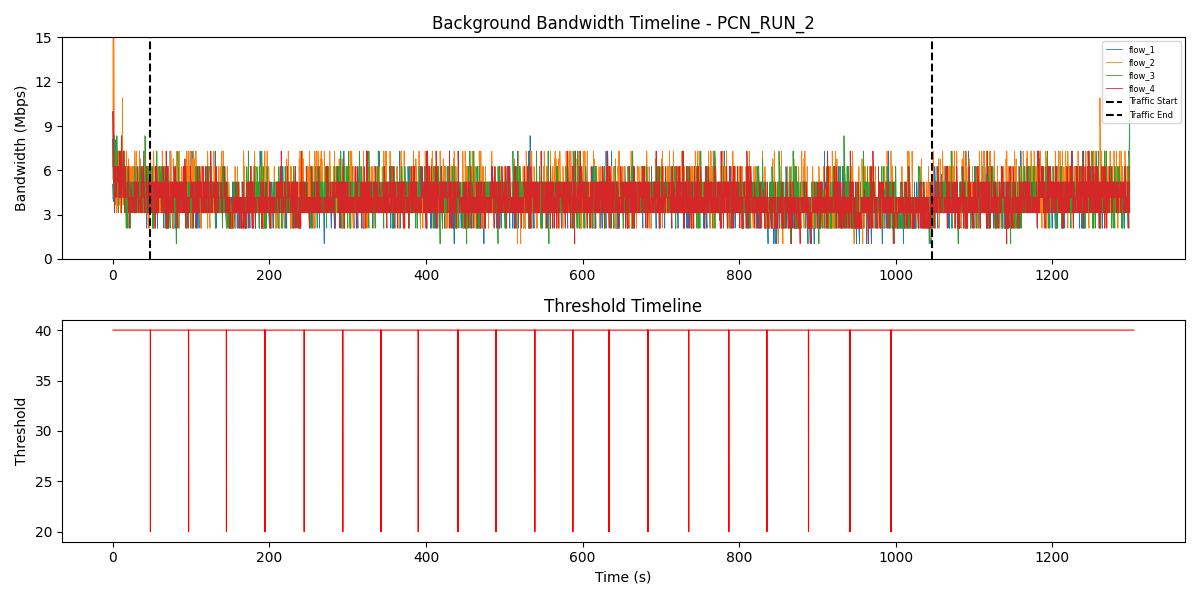 Background Bandwidth Timeline - PCN_RUN_2
Bandwidth (Mbps)
15
12
9
6
3
0
flow_1
flow_2
flow_3
flow_4
Traffic Start
Traffic End
0 200 400 600 800 1000 1200
Threshold Timeline
Threshold
40
35
30
25
20
0 200 400 600 800 1000 1200
Time (s)